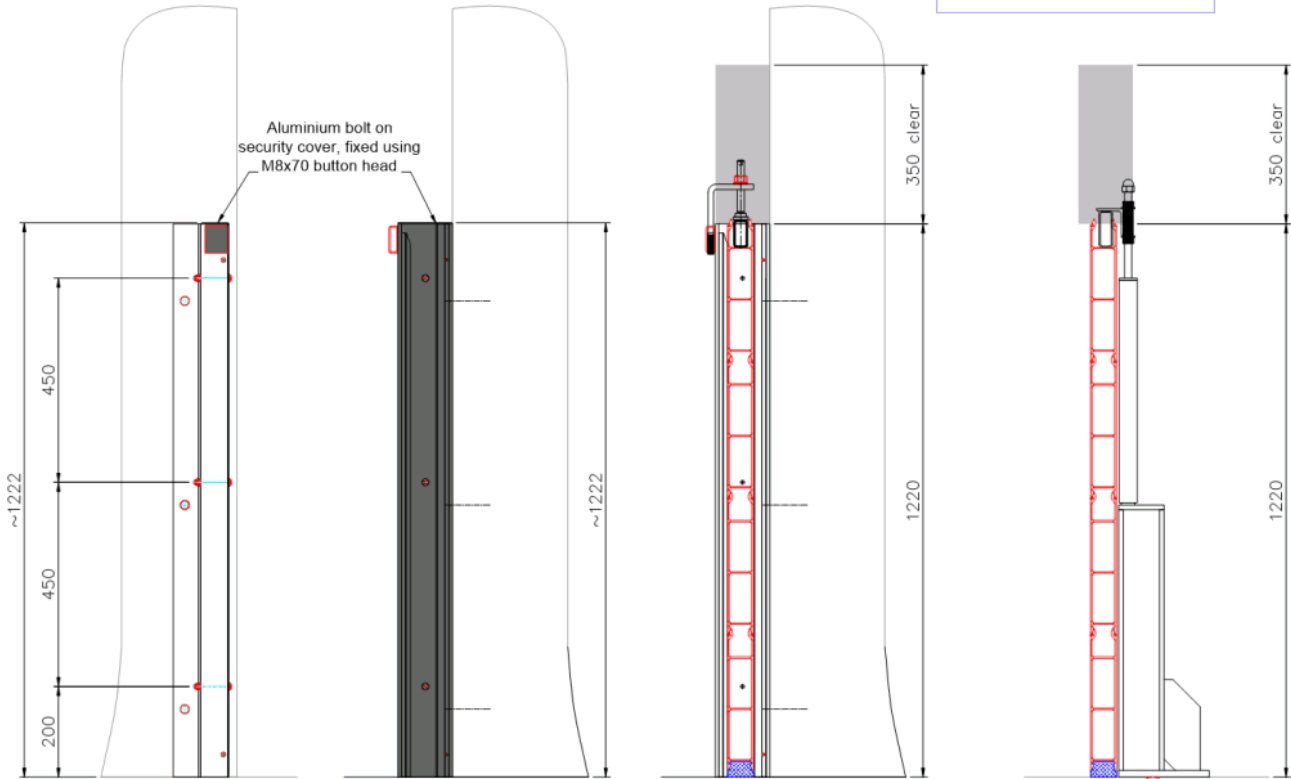 Aluminium bolt on
security cover, fixed using
M8x70 button head
~1222
450
450
200
~1222
350 clear
1220
350 clear
1220